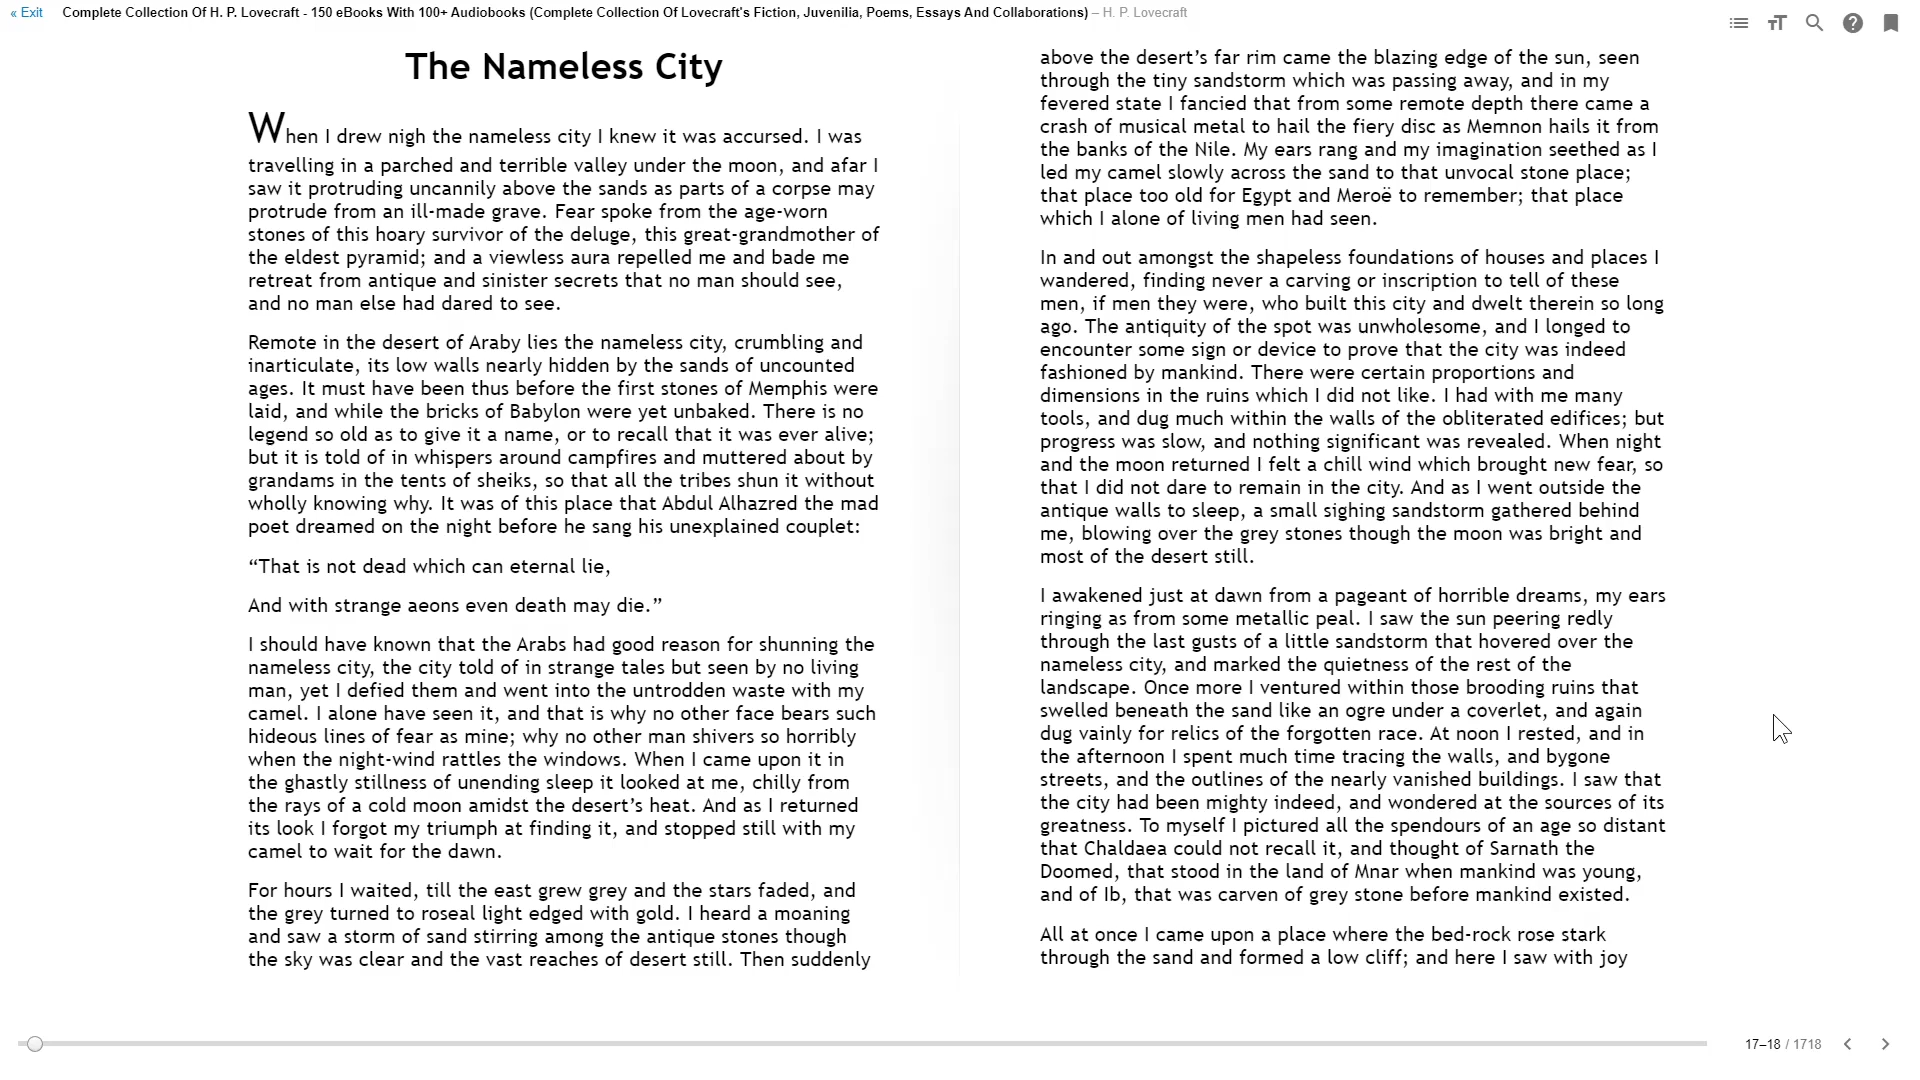 « Exit
Complete Collection Of H. P. Lovecraft - 150 eBooks With 100+ Audiobooks (Complete Collection Of Lovecraft's Fiction, Juvenilia, Poems, Essays And Collaborations) – H. P. Lovecraft
The Nameless City
When I drew nigh the nameless city I knew it was accursed. I was
travelling in a parched and terrible valley under the moon, and afar I
saw it protruding uncannily above the sands as parts of a corpse may
protrude from an ill-made grave. Fear spoke from the age-worn
stones of this hoary survivor of the deluge, this great-grandmother of
the eldest pyramid; and a viewless aura repelled me and bade me
retreat from antique and sinister secrets that no man should see,
and no man else had dared to see.
Remote in the desert of Araby lies the nameless city, crumbling and
inarticulate, its low walls nearly hidden by the sands of uncounted
ages. It must have been thus before the first stones of Memphis were
laid, and while the bricks of Babylon were yet unbaked. There is no
legend so old as to give it a name, or to recall that it was ever alive;
but it is told of in whispers around campfires and muttered about by
grandams in the tents of sheiks, so that all the tribes shun it without
wholly knowing why. It was of this place that Abdul Alhazred the mad
poet dreamed on the night before he sang his unexplained couplet:
“That is not dead which can eternal lie,
And with strange aeons even death may die.”
I should have known that the Arabs had good reason for shunning the
nameless city, the city told of in strange tales but seen by no living
man, yet I defied them and went into the untrodden waste with my
camel. I alone have seen it, and that is why no other face bears such
hideous lines of fear as mine; why no other man shivers so horribly
when the night-wind rattles the windows. When I came upon it in
the ghastly stillness of unending sleep it looked at me, chilly from
the rays of a cold moon amidst the desert’s heat. And as I returned
its look I forgot my triumph at finding it, and stopped still with my
camel to wait for the dawn.
For hours I waited, till the east grew grey and the stars faded, and
the grey turned to roseal light edged with gold. I heard a moaning
and saw a storm of sand stirring among the antique stones though
the sky was clear and the vast reaches of desert still. Then suddenly
above the desert’s far rim came the blazing edge of the sun, seen
through the tiny sandstorm which was passing away, and in my
fevered state I fancied that from some remote depth there came a
crash of musical metal to hail the fiery disc as Memnon hails it from
the banks of the Nile. My ears rang and my imagination seethed as I
led my camel slowly across the sand to that unvocal stone place;
that place too old for Egypt and Meroë to remember; that place
which I alone of living men had seen.
In and out amongst the shapeless foundations of houses and places I
wandered, finding never a carving or inscription to tell of these
men, if men they were, who built this city and dwelt therein so long
ago. The antiquity of the spot was unwholesome, and I longed to
encounter some sign or device to prove that the city was indeed
fashioned by mankind. There were certain proportions and
dimensions in the ruins which I did not like. I had with me many
tools, and dug much within the walls of the obliterated edifices; but
progress was slow, and nothing significant was revealed. When night
and the moon returned I felt a chill wind which brought new fear, so
that I did not dare to remain in the city. And as I went outside the
antique walls to sleep, a small sighing sandstorm gathered behind
me, blowing over the grey stones though the moon was bright and
most of the desert still.
I awakened just at dawn from a pageant of horrible dreams, my ears
ringing as from some metallic peal. I saw the sun peering redly
through the last gusts of a little sandstorm that hovered over the
nameless city, and marked the quietness of the rest of the
landscape. Once more I ventured within those brooding ruins that
swelled beneath the sand like an ogre under a coverlet, and again
dug vainly for relics of the forgotten race. At noon I rested, and in
the afternoon I spent much time tracing the walls, and bygone
streets, and the outlines of the nearly vanished buildings. I saw that
the city had been mighty indeed, and wondered at the sources of its
greatness. To myself I pictured all the spendours of an age so distant
that Chaldaea could not recall it, and thought of Sarnath the
Doomed, that stood in the land of Mnar when mankind was young,
and of Ib, that was carven of grey stone before mankind existed.
All at once I came upon a place where the bed-rock rose stark
through the sand and formed a low cliff; and here I saw with joy
17–18 / 1718